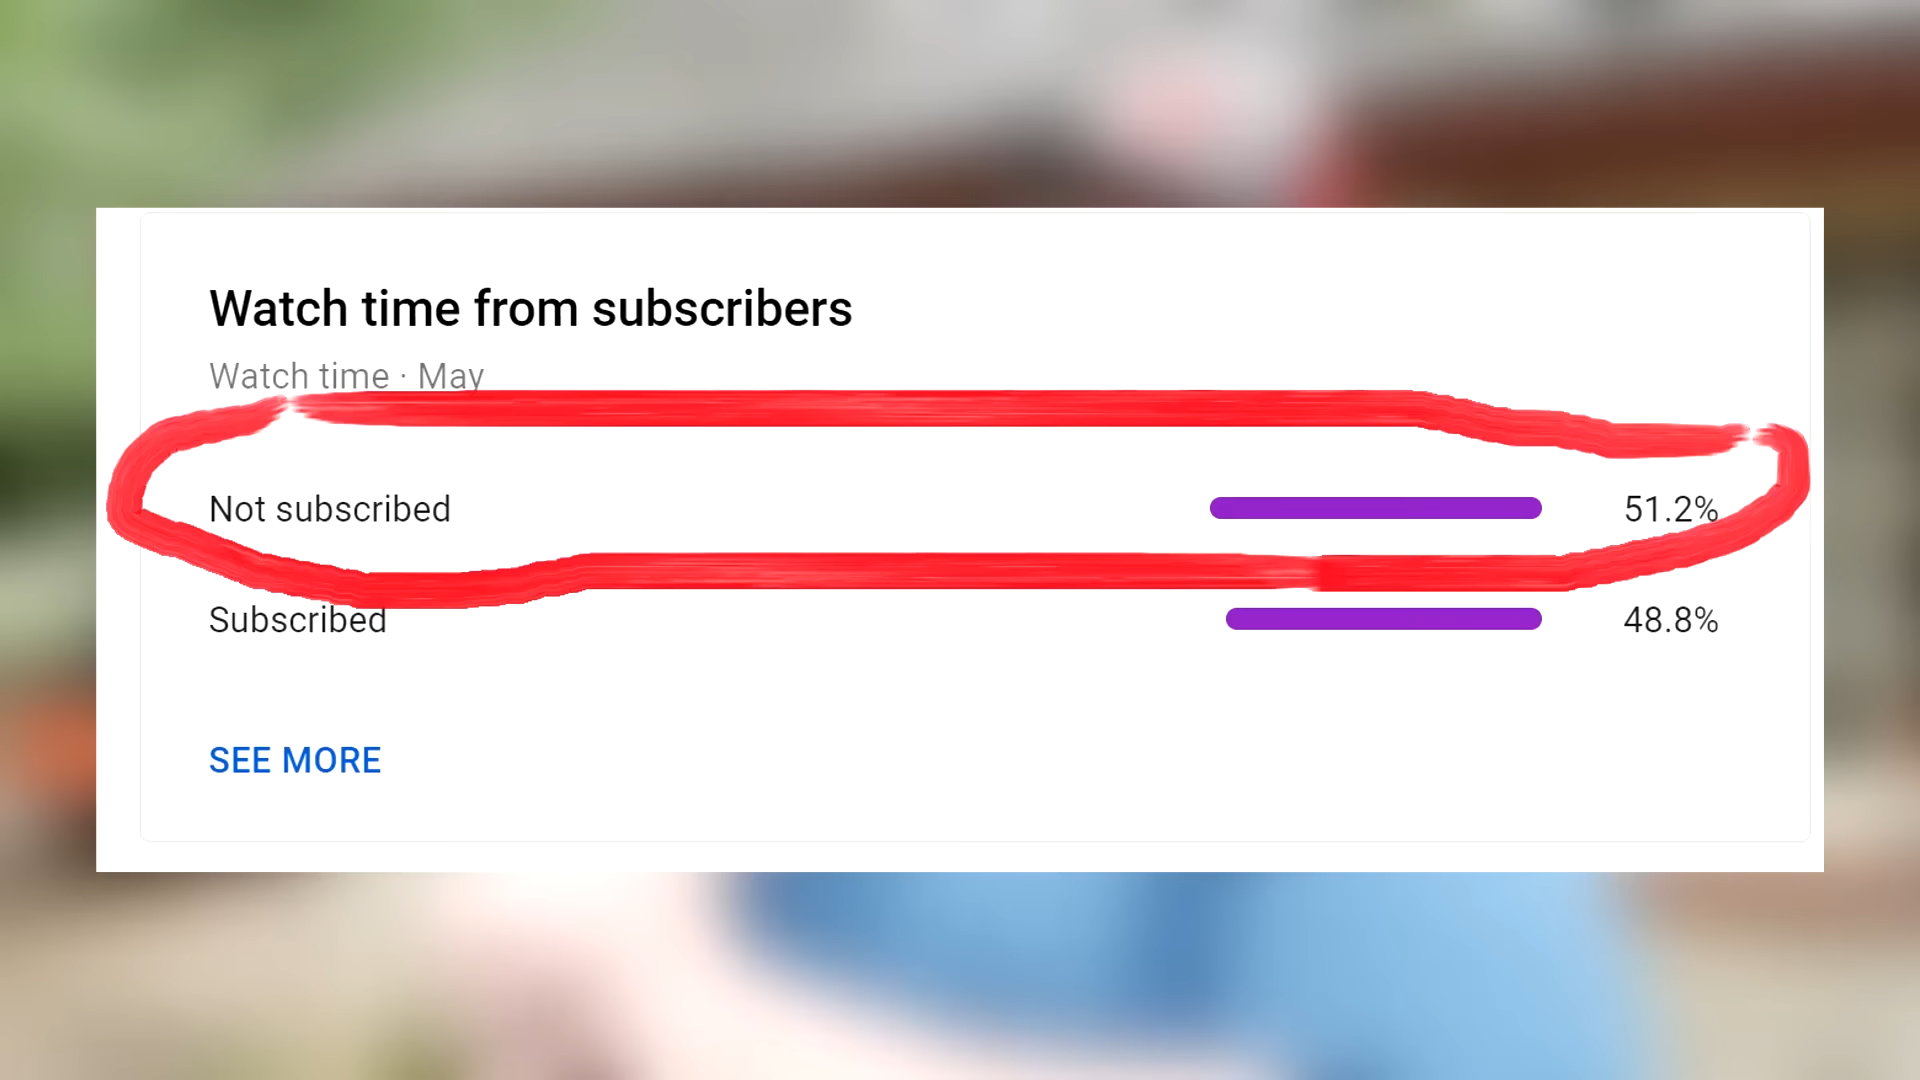 Watch time from subscribers
Watch time · May
Not subscribed 51.2%
Subscribed 48.8%
SEE MORE